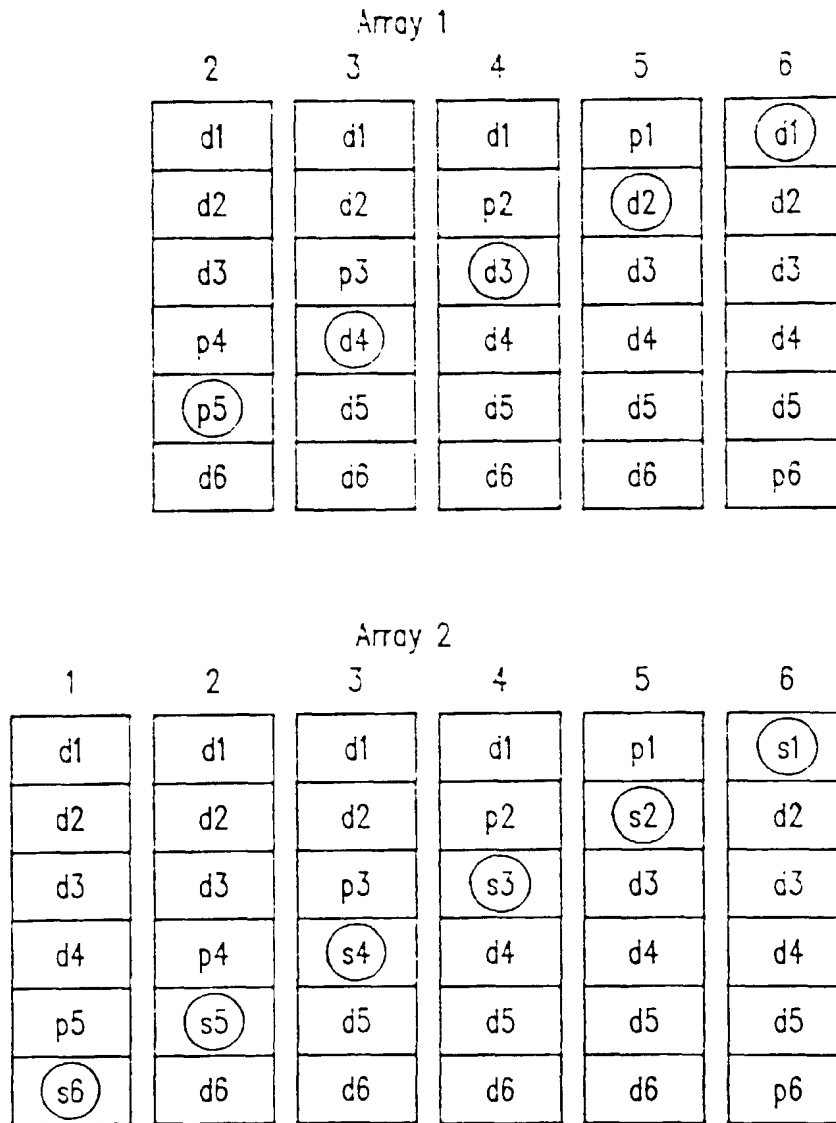 Array 1
2 3 4 5 6
d1 d1 d1 p1 d1
d2 d2 p2 d2 d2
d3 p3 d3 d3 d3
p4 d4 d4 d4 d4
p5 d5 d5 d5 d5
d6 d6 d6 d6 p6
Array 2
1 2 3 4 5 6
d1 d1 d1 d1 p1 s1
d2 d2 d2 p2 s2 d2
d3 d3 p3 s3 d3 d3
d4 p4 s4 d4 d4 d4
p5 s5 d5 d5 d5 d5
s6 d6 d6 d6 d6 p6